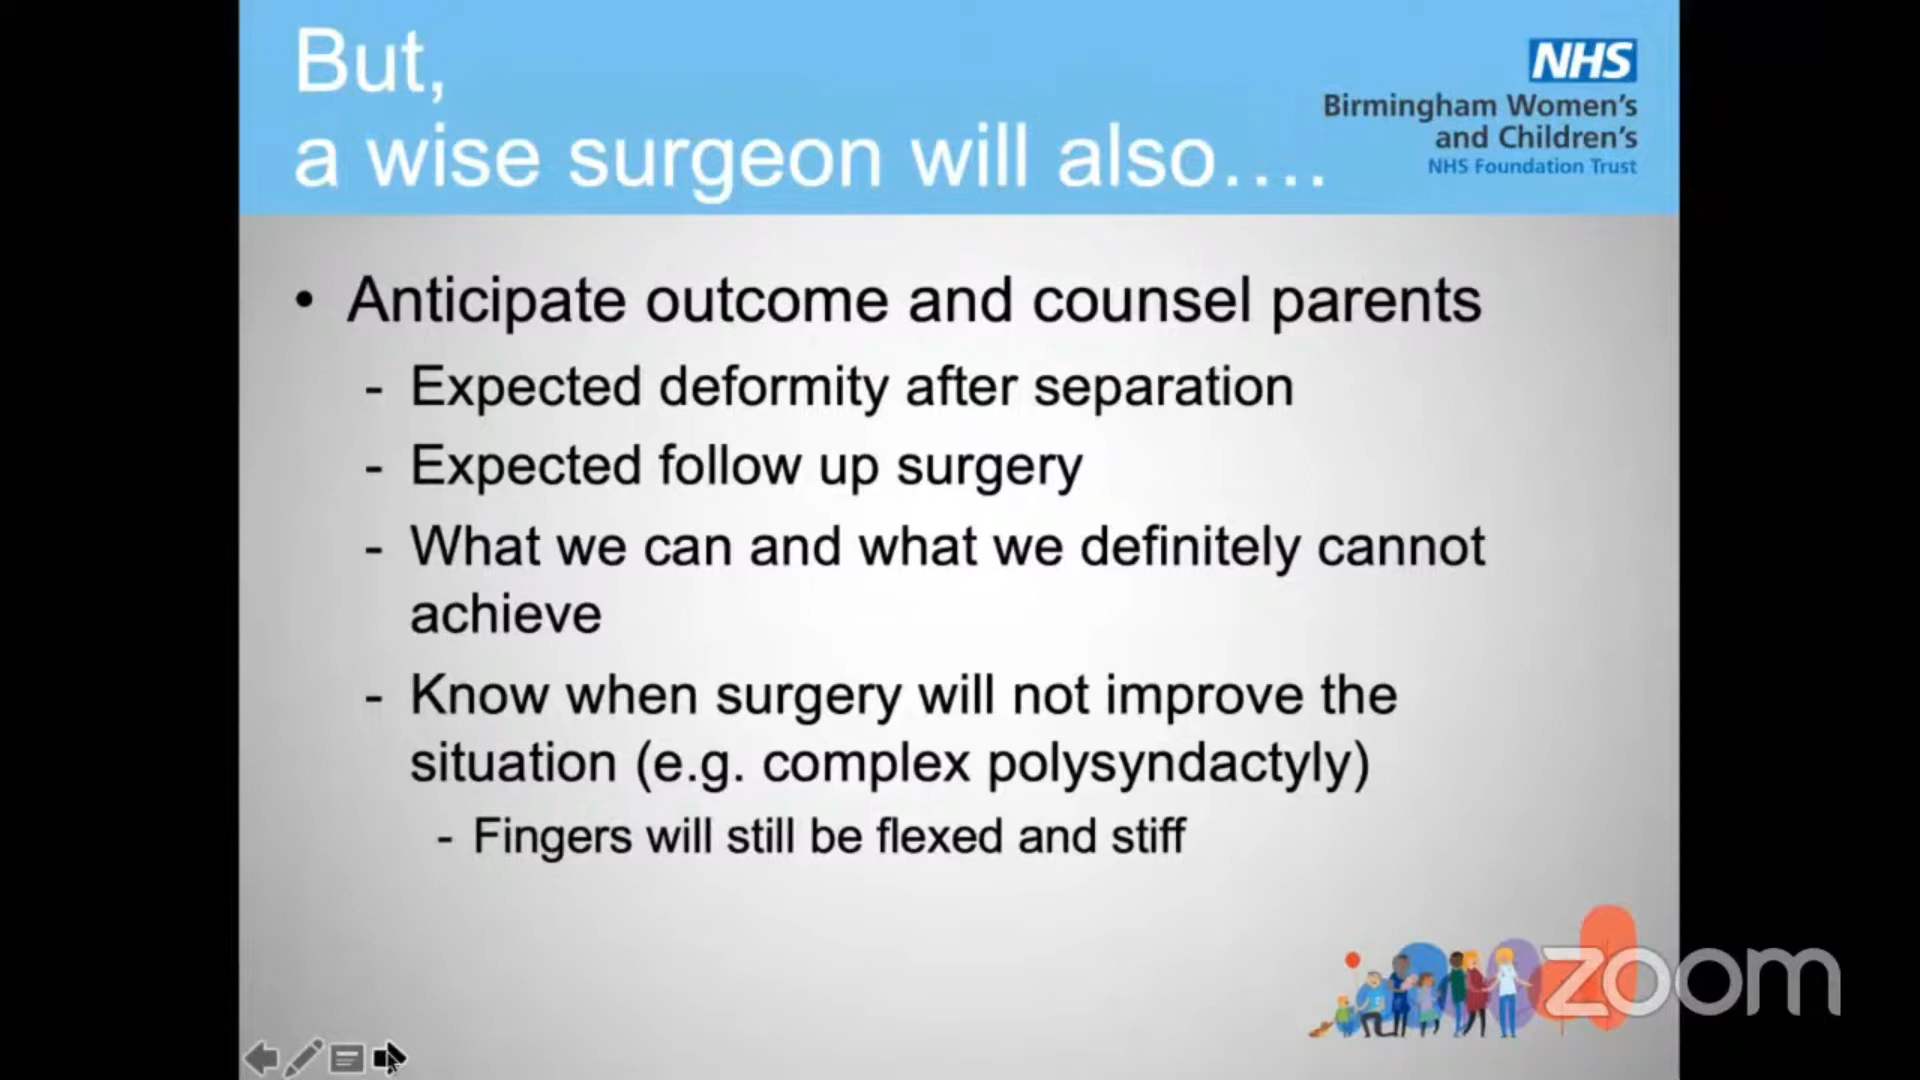 But,
a wise surgeon will also....
NHS
Birmingham Women's
and Children's
NHS Foundation Trust
• Anticipate outcome and counsel parents
- Expected deformity after separation
- Expected follow up surgery
- What we can and what we definitely cannot
achieve
- Know when surgery will not improve the
situation (e.g. complex polysyndactyly)
- Fingers will still be flexed and stiff
zoom